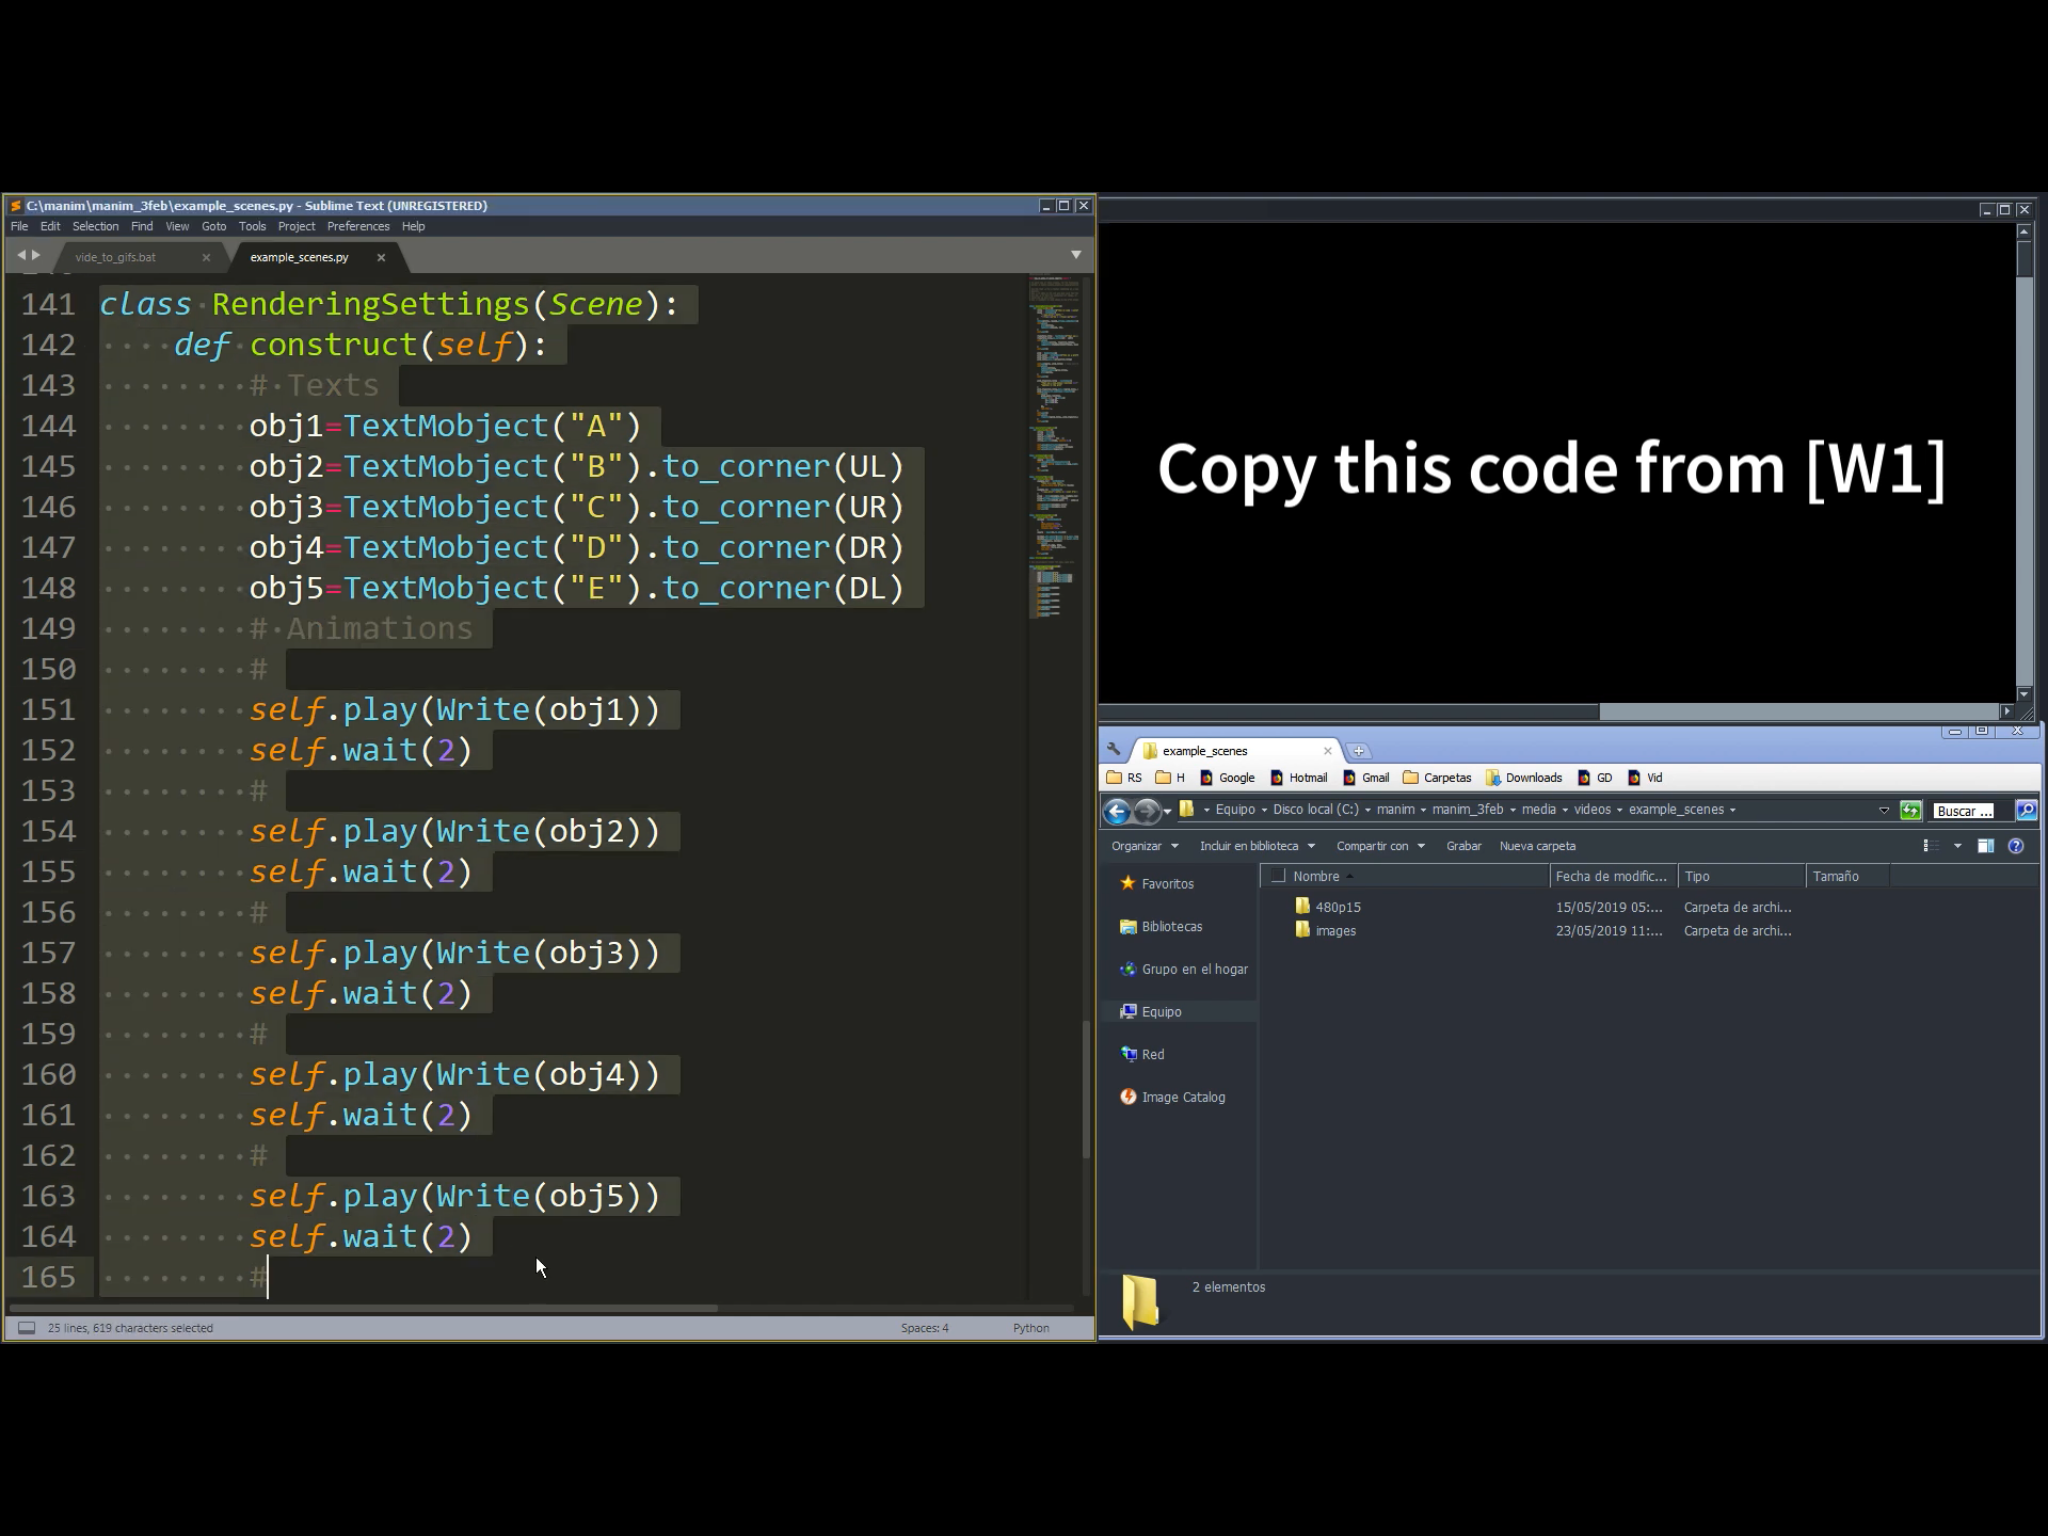 C:\manim\manim_3feb\example_scenes.py - Sublime Text (UNREGISTERED)
File Edit Selection Find View Goto Tools Project Preferences Help
vide_to_gifs.bat
example_scenes.py
141 class RenderingSettings(Scene):
142 def construct(self):
143 # Texts
144 obj1=TextMobject("A")
145 obj2=TextMobject("B").to_corner(UL)
146 obj3=TextMobject("C").to_corner(UR)
147 obj4=TextMobject("D").to_corner(DR)
148 obj5=TextMobject("E").to_corner(DL)
149 # Animations
150 #
151 self.play(Write(obj1))
152 self.wait(2)
153 #
154 self.play(Write(obj2))
155 self.wait(2)
156 #
157 self.play(Write(obj3))
158 self.wait(2)
159 #
160 self.play(Write(obj4))
161 self.wait(2)
162 #
163 self.play(Write(obj5))
164 self.wait(2)
165 #
25 lines, 619 characters selected
Spaces: 4
Python
Copy this code from [W1]
example_scenes
RS H Google Hotmail Gmail Carpetas Downloads GD Vid
Equipo Disco local (C:) manim manim_3feb media videos example_scenes
Buscar ...
Organizar Incluir en biblioteca Compartir con Grabar Nueva carpeta
Nombre Fecha de modific... Tipo Tamaño
480p15 15/05/2019 05:... Carpeta de archi...
images 23/05/2019 11:... Carpeta de archi...
Favoritos
Bibliotecas
Grupo en el hogar
Equipo
Red
Image Catalog
2 elementos